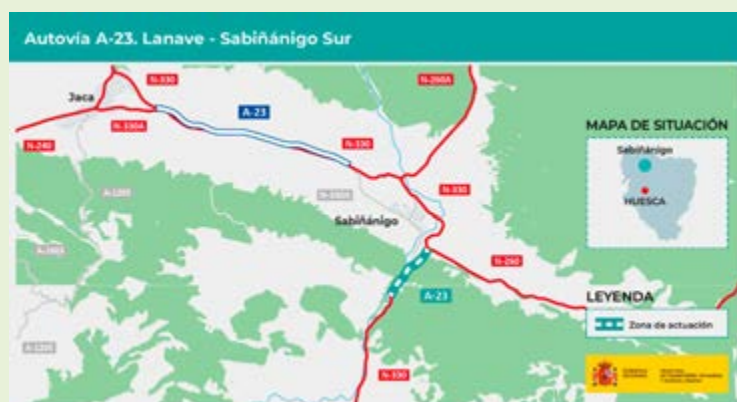 Autovía A-23. Lanave - Sabiñánigo Sur
N-330
N-260A
Jaca
A-23
N-330A
N-330
N-240
MAPA DE SITUACIÓN
Sabiñánigo
HUESCA
N-330
Sabiñánigo
N-260
A-23
LEYENDA
Zona de actuación
N-330